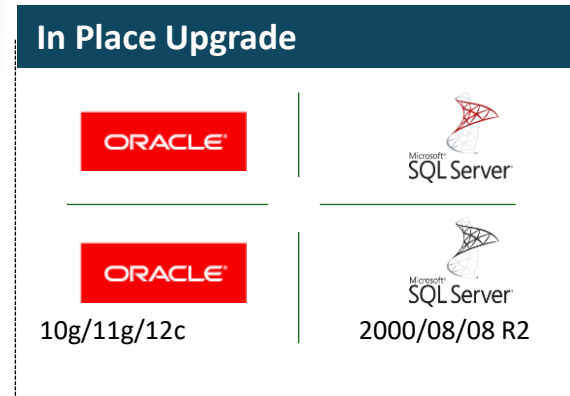 In Place Upgrade
ORACLE
Microsoft
SQL Server
ORACLE
Microsoft
SQL Server
10g/11g/12c
2000/08/08 R2